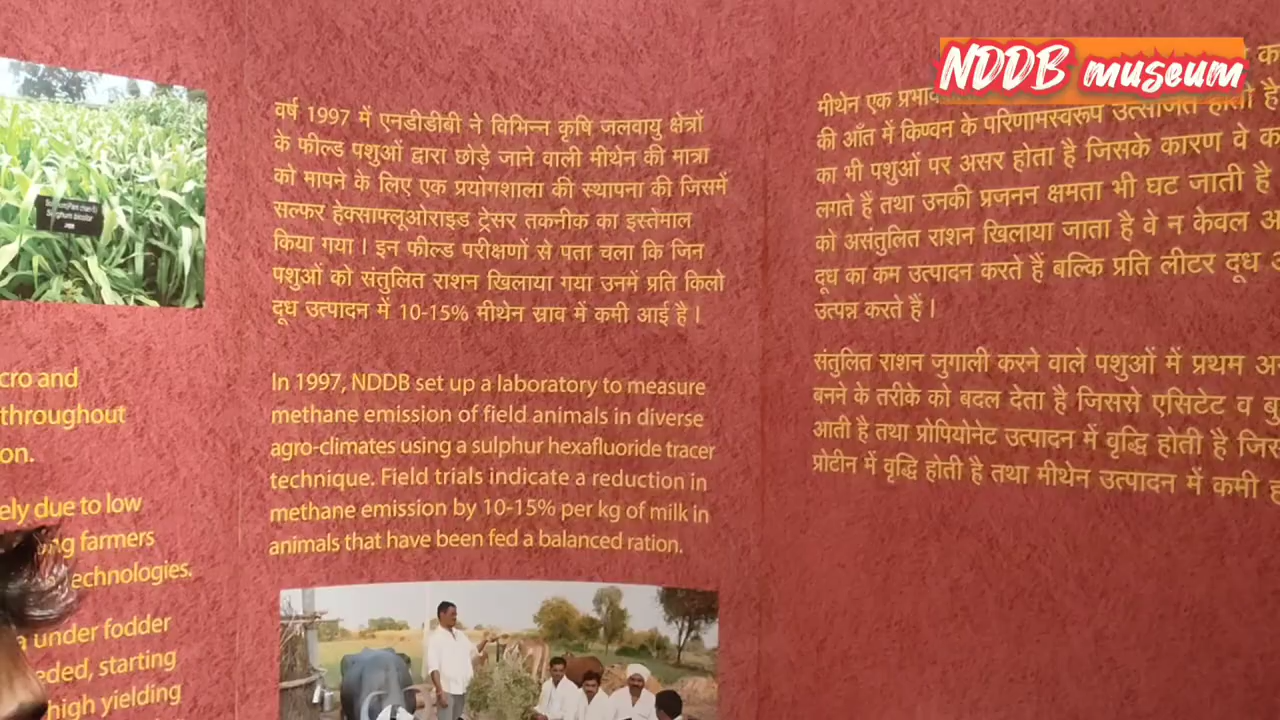 NDDB museum
Sorghum bicolor
cro and
throughout
on.
ely due to low
ng farmers
echnologies.
a under fodder
eded, starting
high yielding
वर्ष 1997 में एनडीडीबी ने विभिन्न कृषि जलवायु क्षेत्रों
के फील्ड पशुओं द्वारा छोड़े जाने वाली मीथेन की मात्रा
को मापने के लिए एक प्रयोगशाला की स्थापना की जिसमें
सल्फर हेक्साफ्लूओराइड ट्रेसर तकनीक का इस्तेमाल
किया गया । इन फील्ड परीक्षणों से पता चला कि जिन
पशुओं को संतुलित राशन खिलाया गया उनमें प्रति किलो
दूध उत्पादन में 10-15% मीथेन स्राव में कमी आई है ।
In 1997, NDDB set up a laboratory to measure
methane emission of field animals in diverse
agro-climates using a sulphur hexafluoride tracer
technique. Field trials indicate a reduction in
methane emission by 10-15% per kg of milk in
animals that have been fed a balanced ration.
मीथेन एक
की आँत में किण्वन के परिणामस्वरूप उत्सर्जित होती है
का भी पशुओं पर असर होता है जिसके कारण वे
लगते हैं तथा उनकी प्रजनन क्षमता भी घट जाती है
को असंतुलित राशन खिलाया जाता है वे न केवल
दूध का कम उत्पादन करते हैं बल्कि प्रति लीटर दूध
उत्पन्न करते हैं ।
संतुलित राशन जुगाली करने वाले पशुओं में प्रथम
बनने के तरीके को बदल देता है जिससे एसिटेट व
आती है तथा प्रोपियोनेट उत्पादन में वृद्धि होती है
प्रोटीन में वृद्धि होती है तथा मीथेन उत्पादन में कमी